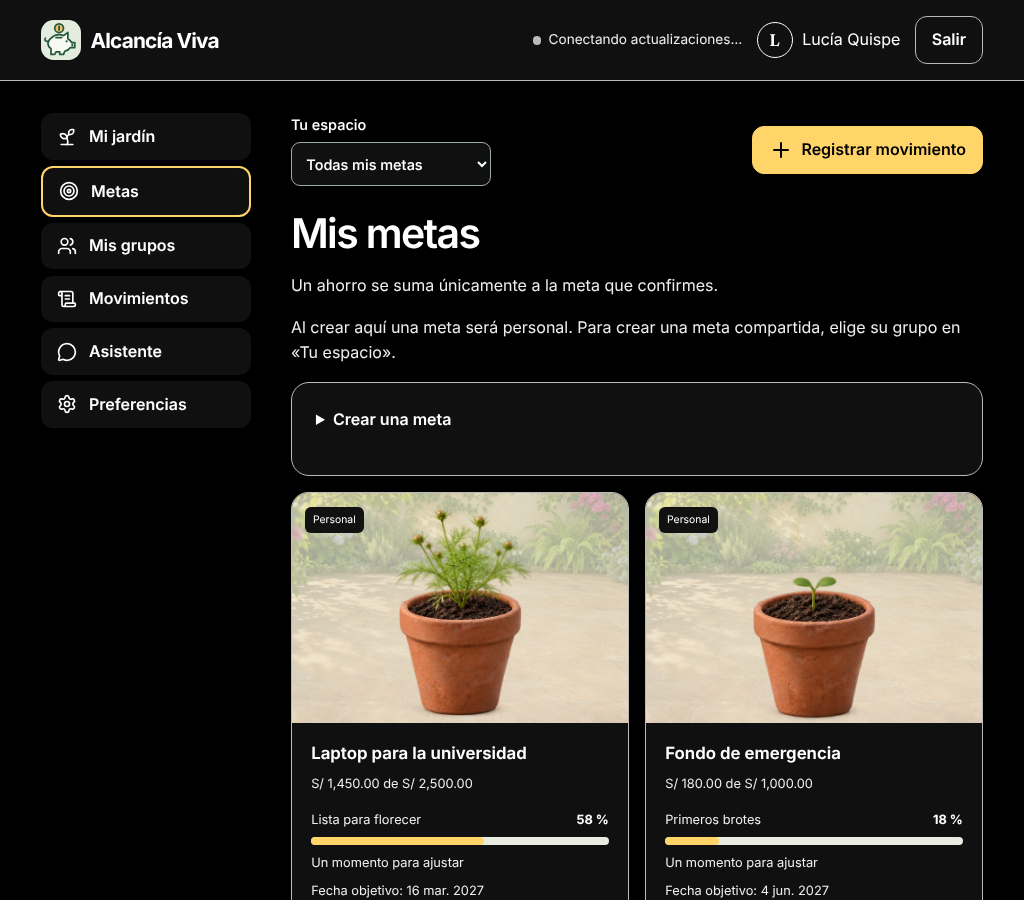 Alcancía Viva
Conectando actualizaciones...
L
Lucía Quispe
Salir
Mi jardín
Metas
Mis grupos
Movimientos
Asistente
Preferencias
Tu espacio
Todas mis metas
Registrar movimiento
Mis metas
Un ahorro se suma únicamente a la meta que confirmes.
Al crear aquí una meta será personal. Para crear una meta compartida, elige su grupo en
«Tu espacio».
Crear una meta
Personal
Laptop para la universidad
S/ 1,450.00 de S/ 2,500.00
Lista para florecer 58 %
Un momento para ajustar
Fecha objetivo: 16 mar. 2027
Personal
Fondo de emergencia
S/ 180.00 de S/ 1,000.00
Primeros brotes 18 %
Un momento para ajustar
Fecha objetivo: 4 jun. 2027